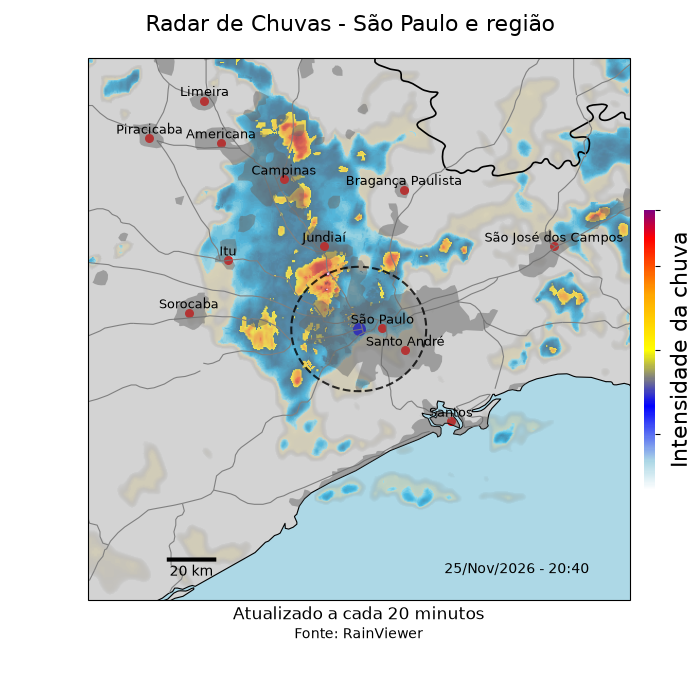 Radar de Chuvas - São Paulo e região
Limeira
Piracicaba
Americana
Campinas
Bragança Paulista
Jundiaí
São José dos Campos
Itu
Sorocaba
São Paulo
Santo André
Santos
Intensidade da chuva
20 km
25/Nov/2026 - 20:40
Atualizado a cada 20 minutos
Fonte: RainViewer